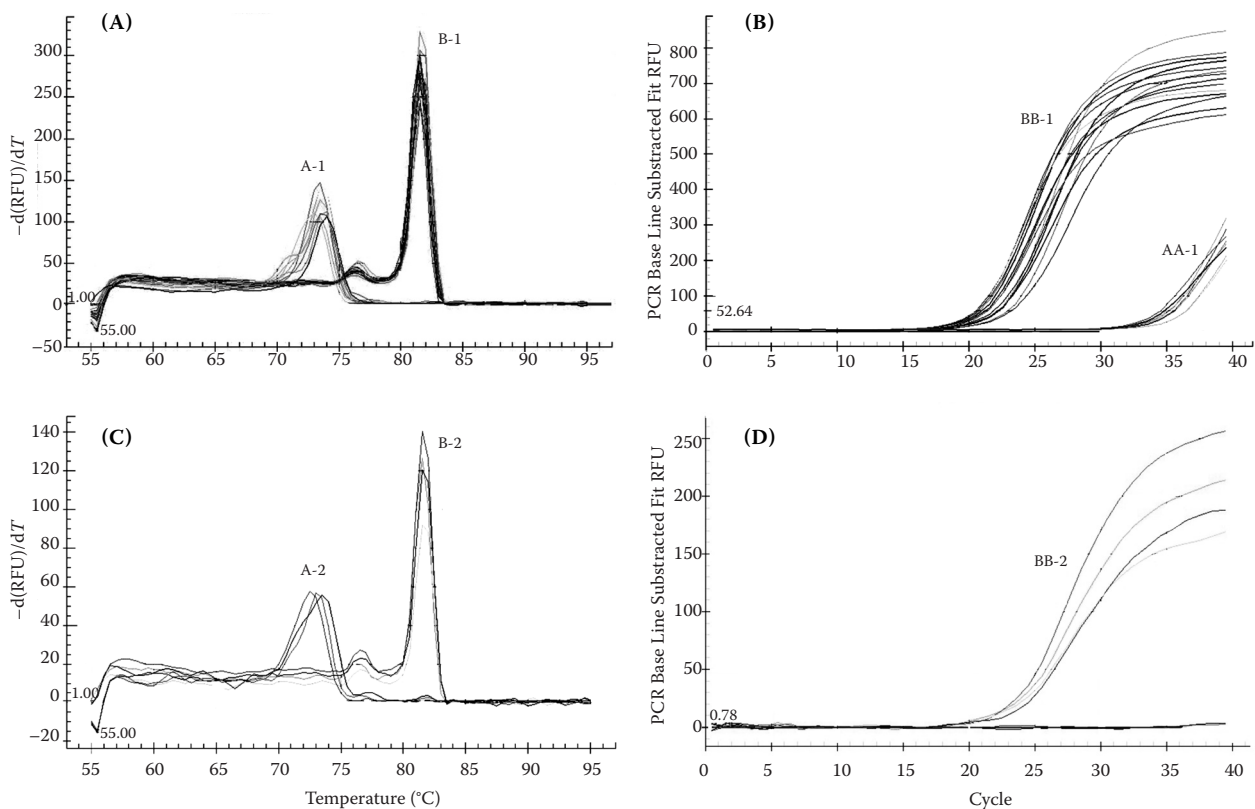 (A)
B-1
A-1
−d(RFU)/dT
300
250
200
150
100
50
0
−50
1.00
55.00
55 60 65 70 75 80 85 90 95
(B)
BB-1
AA-1
PCR Base Line Substracted Fit RFU
800
700
600
500
400
300
200
100
0
52.64
0 5 10 15 20 25 30 35 40
(C)
B-2
A-2
−d(RFU)/dT
140
120
100
80
60
40
20
0
−20
1.00
55.00
55 60 65 70 75 80 85 90 95
Temperature (°C)
(D)
BB-2
PCR Base Line Substracted Fit RFU
250
200
150
100
50
0
0.78
0 5 10 15 20 25 30 35 40
Cycle